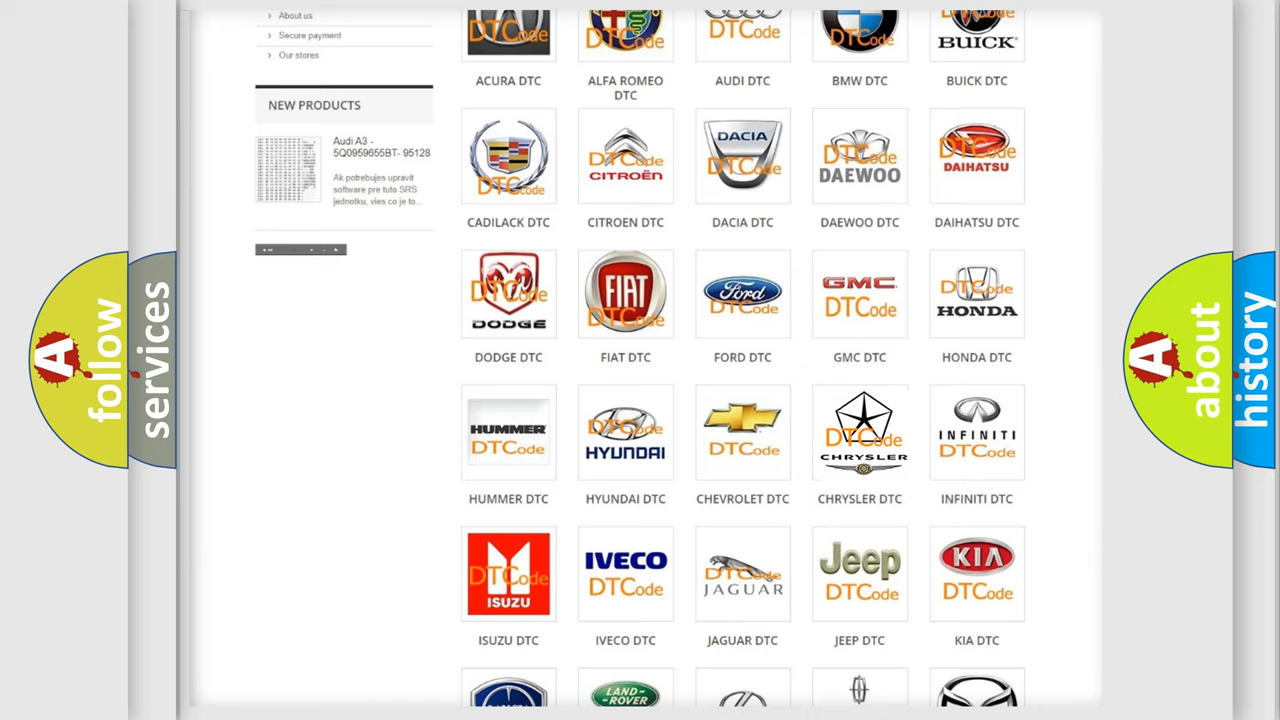 About us
Secure payment
Our stores
NEW PRODUCTS
Audi A3 -
5Q0959655BT- 95128
Ak potrebujes upravit
software pre tuto SRS
jednotku, vies co je to...
DTCode
DTCode
DTCode
DTCode
BUICK
ACURA DTC
ALFA ROMEO
DTC
AUDI DTC
BMW DTC
BUICK DTC
DTCode
DTCode
CITROËN
DACIA
DTCode
DTCode
DAEWOO
DTCode
DAIHATSU
CADILACK DTC
CITROEN DTC
DACIA DTC
DAEWOO DTC
DAIHATSU DTC
DTCode
DODGE
FIAT
DTCode
Ford
DTCode
GMC
DTCode
DTCode
HONDA
DODGE DTC
FIAT DTC
FORD DTC
GMC DTC
HONDA DTC
HUMMER
DTCode
DTCode
HYUNDAI
DTCode
DTCode
CHRYSLER
INFINITI
DTCode
HUMMER DTC
HYUNDAI DTC
CHEVROLET DTC
CHRYSLER DTC
INFINITI DTC
DTCode
ISUZU
IVECO
DTCode
DTCode
JAGUAR
Jeep
DTCode
KIA
DTCode
ISUZU DTC
IVECO DTC
JAGUAR DTC
JEEP DTC
KIA DTC
LAND-
ROVER
A
follow
services
A
about
history